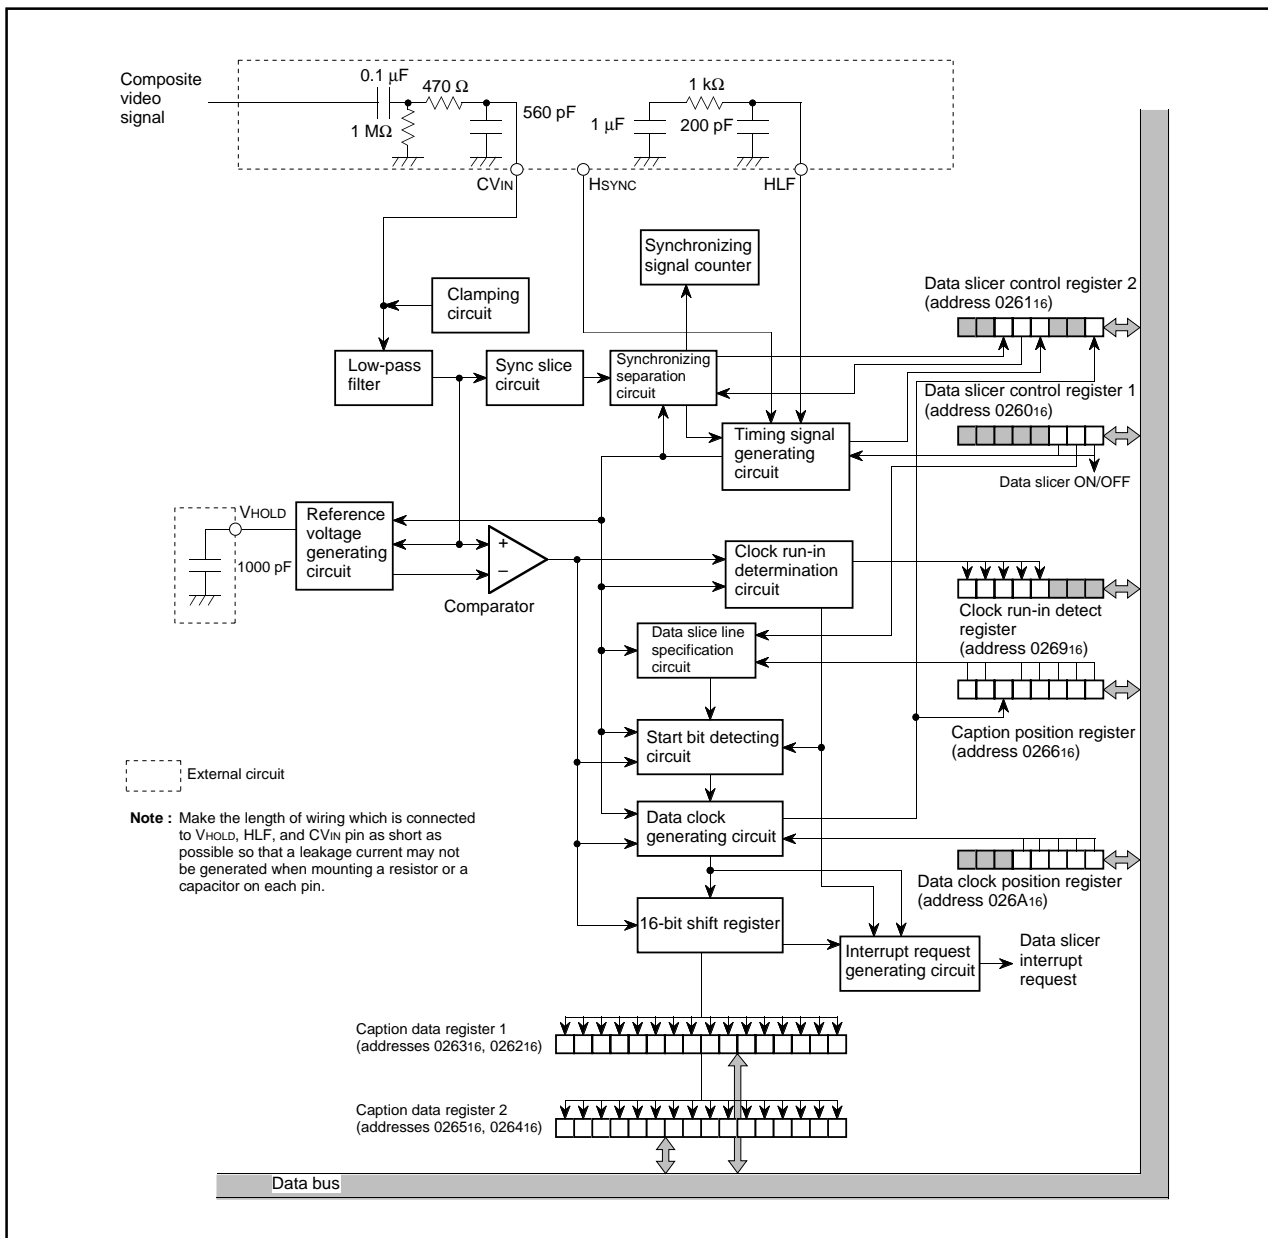 Composite
video
signal
0.1 µF
470 Ω
1 MΩ
560 pF
1 kΩ
1 µF
200 pF
CVIN
HSYNC
HLF
Synchronizing
signal counter
Clamping
circuit
Low-pass
filter
Sync slice
circuit
Synchronizing
separation
circuit
Timing signal
generating
circuit
Data slicer control register 2
(address 026116)
Data slicer control register 1
(address 026016)
Data slicer ON/OFF
VHOLD
1000 pF
Reference
voltage
generating
circuit
+
−
Comparator
Clock run-in
determination
circuit
Clock run-in detect
register
(address 026916)
Data slice line
specification
circuit
Caption position register
(address 026616)
Start bit detecting
circuit
Data clock
generating circuit
Data clock position register
(address 026A16)
16-bit shift register
Interrupt request
generating circuit
Data slicer
interrupt
request
External circuit
Note : Make the length of wiring which is connected
to VHOLD, HLF, and CVIN pin as short as
possible so that a leakage current may not
be generated when mounting a resistor or a
capacitor on each pin.
Caption data register 1
(addresses 026316, 026216)
Caption data register 2
(addresses 026516, 026416)
Data bus